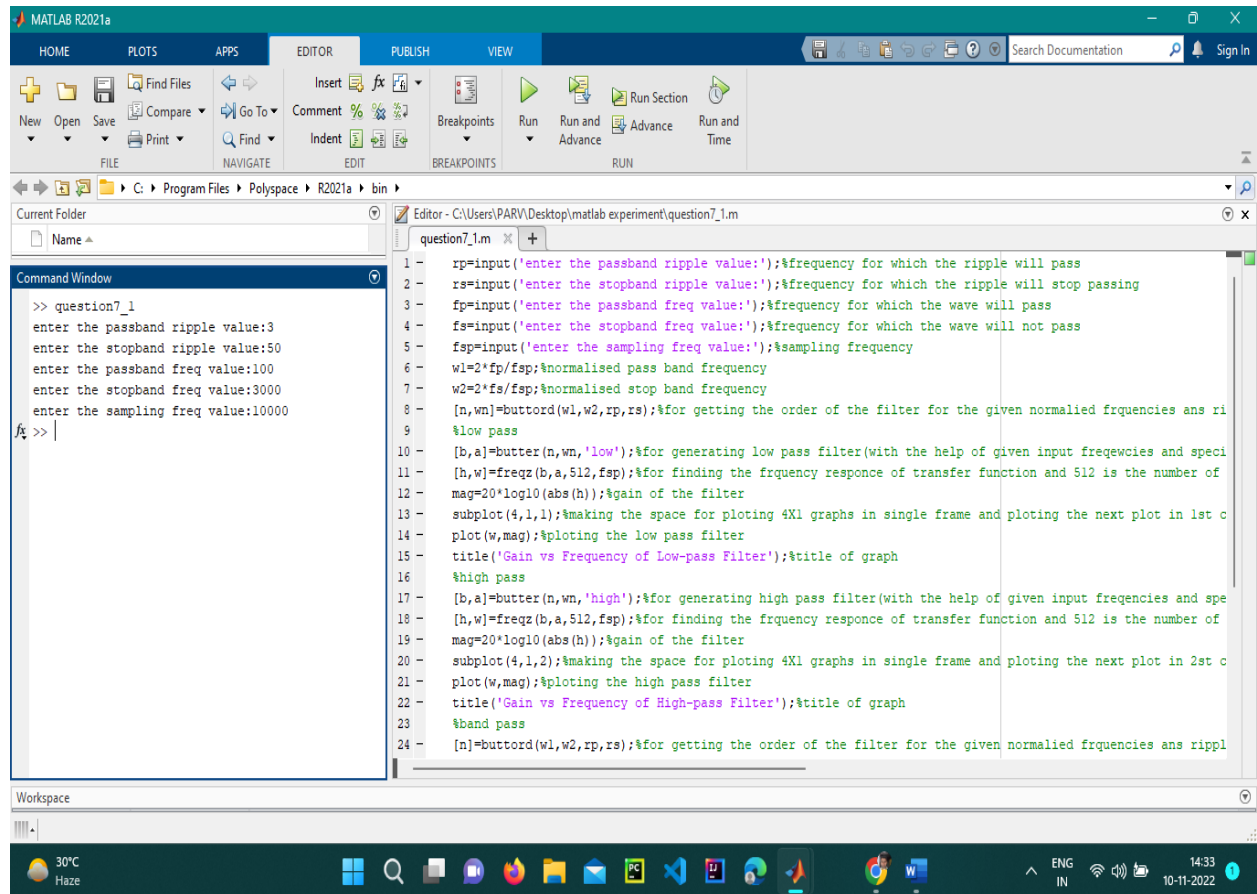 MATLAB R2021a
HOME PLOTS APPS EDITOR PUBLISH VIEW Search Documentation Sign In
New Open Save Find Files Compare Print Go To Find Insert Comment Indent fx Breakpoints Run Run and Advance Run Section Advance Run and Time
FILE NAVIGATE EDIT BREAKPOINTS RUN
C: Program Files Polyspace R2021a bin
Current Folder
Name
Command Window
>> question7_1
enter the passband ripple value:3
enter the stopband ripple value:50
enter the passband freq value:100
enter the stopband freq value:3000
enter the sampling freq value:10000
fx >>
Editor - C:\Users\PARV\Desktop\matlab experiment\question7_1.m
question7_1.m
1 rp=input('enter the passband ripple value:');%frequency for which the ripple will pass
2 rs=input('enter the stopband ripple value:');%frequency for which the ripple will stop passing
3 fp=input('enter the passband freq value:');%frequency for which the wave will pass
4 fs=input('enter the stopband freq value:');%frequency for which the wave will not pass
5 fsp=input('enter the sampling freq value:');%sampling frequency
6 w1=2*fp/fsp;%normalised pass band frequency
7 w2=2*fs/fsp;%normalised stop band frequency
8 [n,wn]=buttord(w1,w2,rp,rs);%for getting the order of the filter for the given normalied frquencies ans ri
9 %low pass
10 [b,a]=butter(n,wn,'low');%for generating low pass filter(with the help of given input freqewcies and speci
11 [h,w]=freqz(b,a,512,fsp);%for finding the frquency responce of transfer function and 512 is the number of
12 mag=20*log10(abs(h));%gain of the filter
13 subplot(4,1,1);%making the space for ploting 4X1 graphs in single frame and ploting the next plot in 1st c
14 plot(w,mag);%ploting the low pass filter
15 title('Gain vs Frequency of Low-pass Filter');%title of graph
16 %high pass
17 [b,a]=butter(n,wn,'high');%for generating high pass filter(with the help of given input freqencies and spe
18 [h,w]=freqz(b,a,512,fsp);%for finding the frquency responce of transfer function and 512 is the number of
19 mag=20*log10(abs(h));%gain of the filter
20 subplot(4,1,2);%making the space for ploting 4X1 graphs in single frame and ploting the next plot in 2st c
21 plot(w,mag);%ploting the high pass filter
22 title('Gain vs Frequency of High-pass Filter');%title of graph
23 %band pass
24 [n]=buttord(w1,w2,rp,rs);%for getting the order of the filter for the given normalied frquencies ans rippl
Workspace
30°C
Haze
ENG
IN
14:33
10-11-2022
1